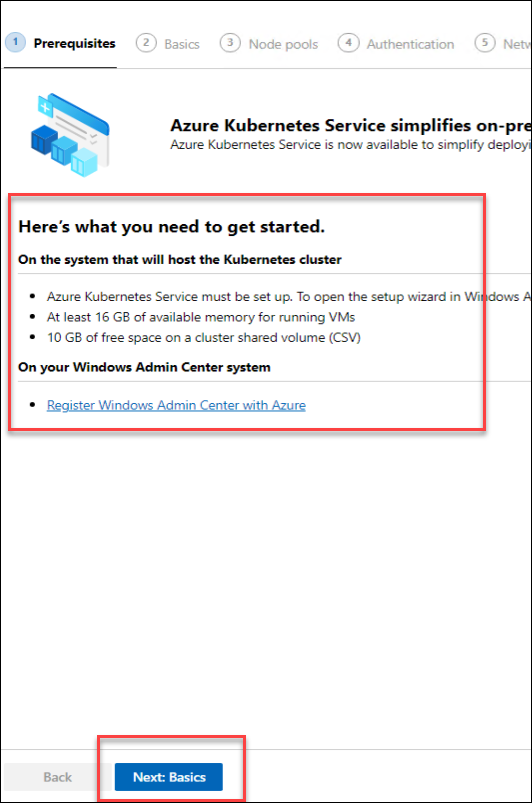 1 Prerequisites 2 Basics 3 Node pools 4 Authentication 5 Netw
Azure Kubernetes Service simplifies on-pre
Azure Kubernetes Service is now available to simplify deployi
Here's what you need to get started.
On the system that will host the Kubernetes cluster
• Azure Kubernetes Service must be set up. To open the setup wizard in Windows A
• At least 16 GB of available memory for running VMs
• 10 GB of free space on a cluster shared volume (CSV)
On your Windows Admin Center system
• Register Windows Admin Center with Azure
Back Next: Basics